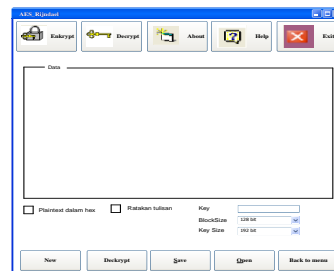 AES_Rijndael
Enkrypt Decrypt About Help Exit
Data
Plaintext dalam hex Ratakan tulisan Key
BlockSize 128 bit
Key Size 192 bit
New Deckrypt Save Open Back to menu